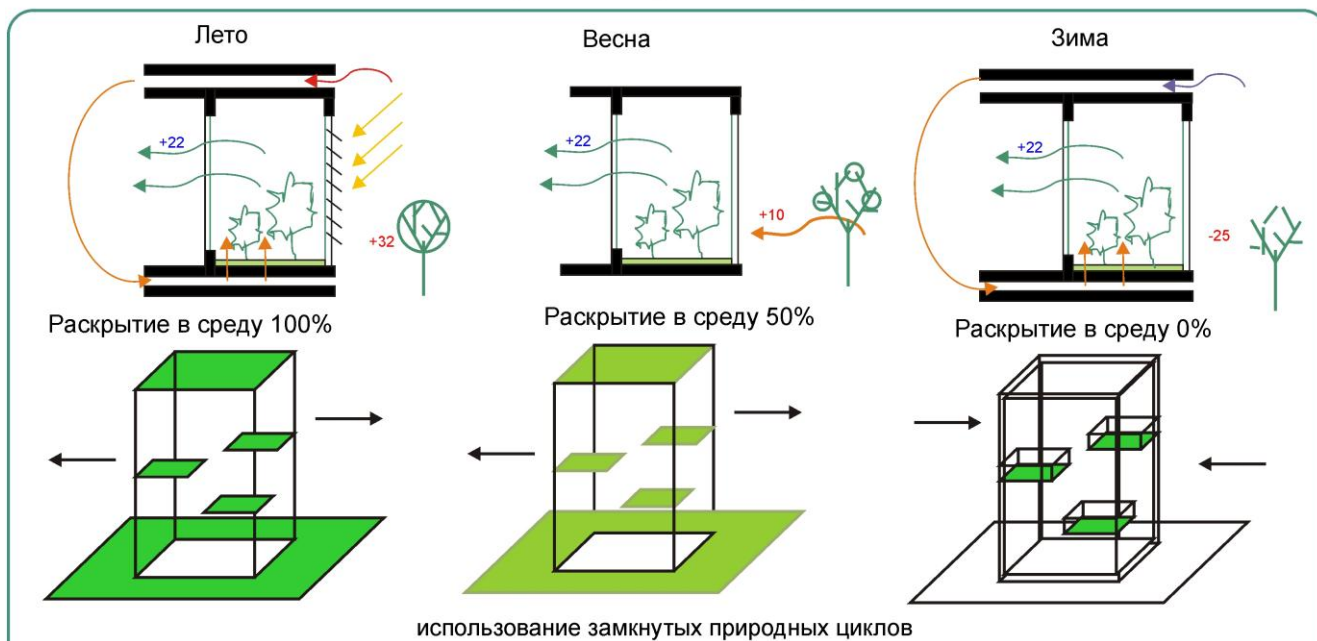 Лето
Весна
Зима
+22
+32
+22
+10
+22
-25
Раскрытие в среду 100%
Раскрытие в среду 50%
Раскрытие в среду 0%
использование замкнутых природных циклов